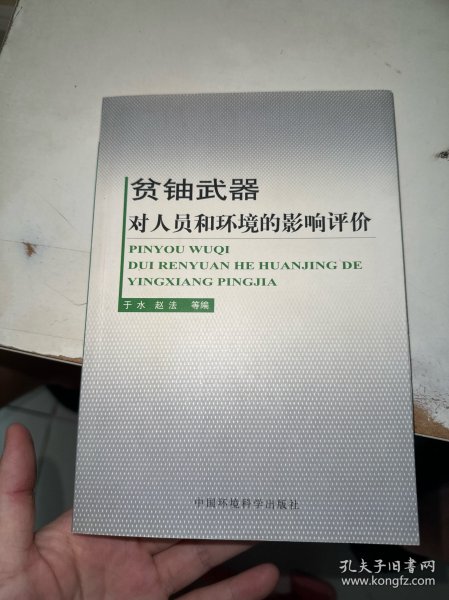 贫铀武器
对人员和环境的影响评价
PINYOU WUQI
DUI RENYUAN HE HUANJING DE
YINGXIANG PINGJIA
于水 赵法 等编
中国环境科学出版社
孔夫子旧书网
www.kongfz.com